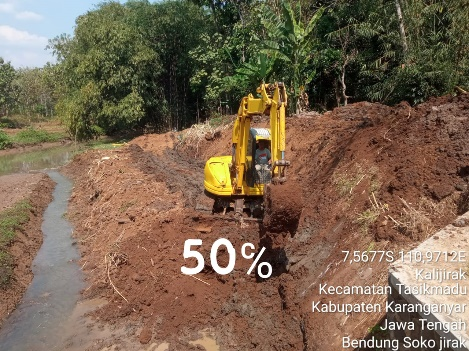 50%
7,5677S 110,9712E
Kalijirak
Kecamatan Tasikmadu
Kabupaten Karanganyar
Jawa Tengah
Bendung Soko jirak